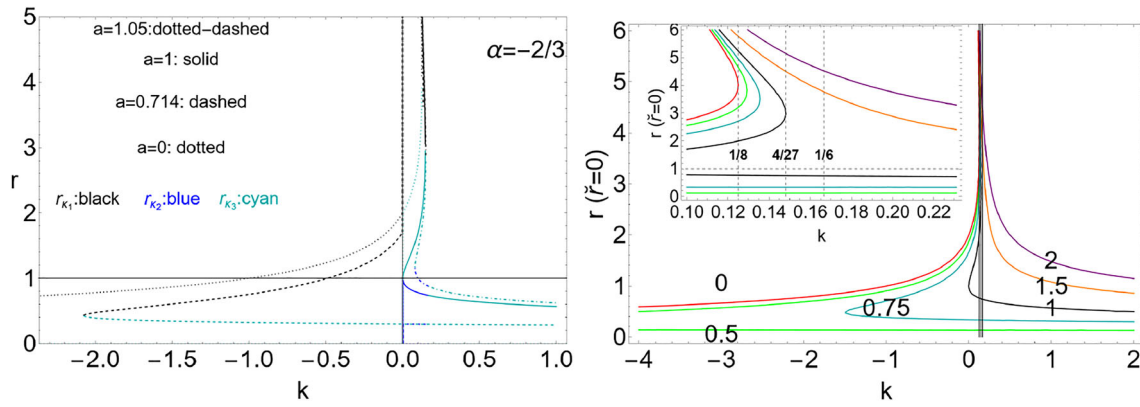 5
4
3
2
1
0
r
a=1.05:dotted-dashed
a=1: solid
a=0.714: dashed
a=0: dotted
α=-2/3
r_{κ_1}:black r_{κ_2}:blue r_{κ_3}:cyan
-2.0 -1.5 -1.0 -0.5 0.0 0.5 1.0
k
6
5
4
3
2
1
0
r (r̆=0)
6
5
4
3
2
1
0
r (r̆=0)
1/8 4/27 1/6
0.10 0.12 0.14 0.16 0.18 0.20 0.22
k
0
0.5
0.75
2
1.5
1
-4 -3 -2 -1 0 1 2
k